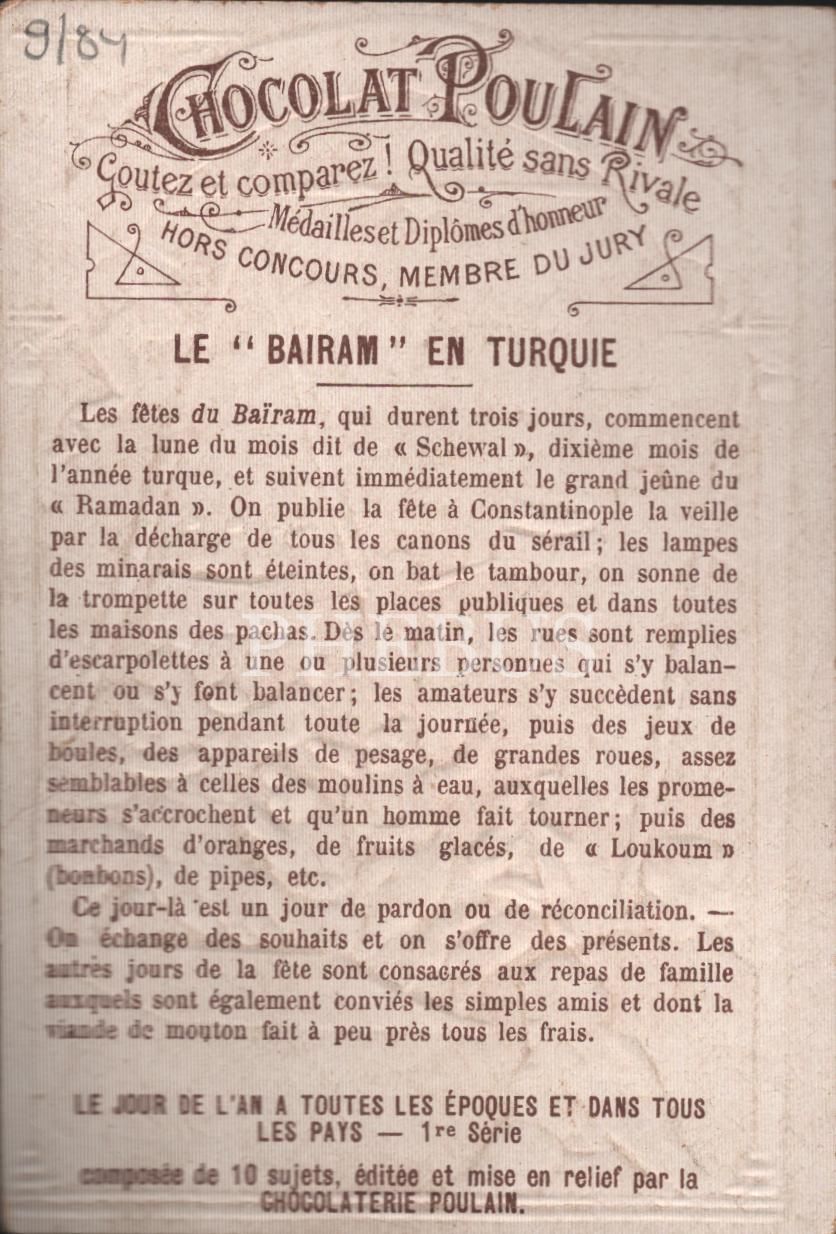 9/84
CHOCOLAT POULAIN
Goutez et comparez ! Qualité sans Rivale
Médailles et Diplômes d'honneur
HORS CONCOURS, MEMBRE DU JURY
LE “ BAIRAM ” EN TURQUIE
Les fêtes du Baïram, qui durent trois jours, commencent
avec la lune du mois dit de « Schewal », dixième mois de
l'année turque, et suivent immédiatement le grand jeûne du
« Ramadan ». On publie la fête à Constantinople la veille
par la décharge de tous les canons du sérail ; les lampes
des minarais sont éteintes, on bat le tambour, on sonne de
la trompette sur toutes les places publiques et dans toutes
les maisons des pachas. Dès le matin, les rues sont remplies
d'escarpolettes à une ou plusieurs personnes qui s'y balan-
cent ou s'y font balancer ; les amateurs s'y succèdent sans
interruption pendant toute la journée, puis des jeux de
boules, des appareils de pesage, de grandes roues, assez
semblables à celles des moulins à eau, auxquelles les prome-
neurs s'accrochent et qu'un homme fait tourner ; puis des
marchands d'oranges, de fruits glacés, de « Loukoum »
(bonbons), de pipes, etc.
Ce jour-là est un jour de pardon ou de réconciliation. —
On échange des souhaits et on s'offre des présents. Les
autres jours de la fête sont consacrés aux repas de famille
auxquels sont également conviés les simples amis et dont la
viande de mouton fait à peu près tous les frais.
LE JOUR DE L'AN A TOUTES LES ÉPOQUES ET DANS TOUS
LES PAYS — 1re Série
composée de 10 sujets, éditée et mise en relief par la
CHOCOLATERIE POULAIN.
PHEBUS